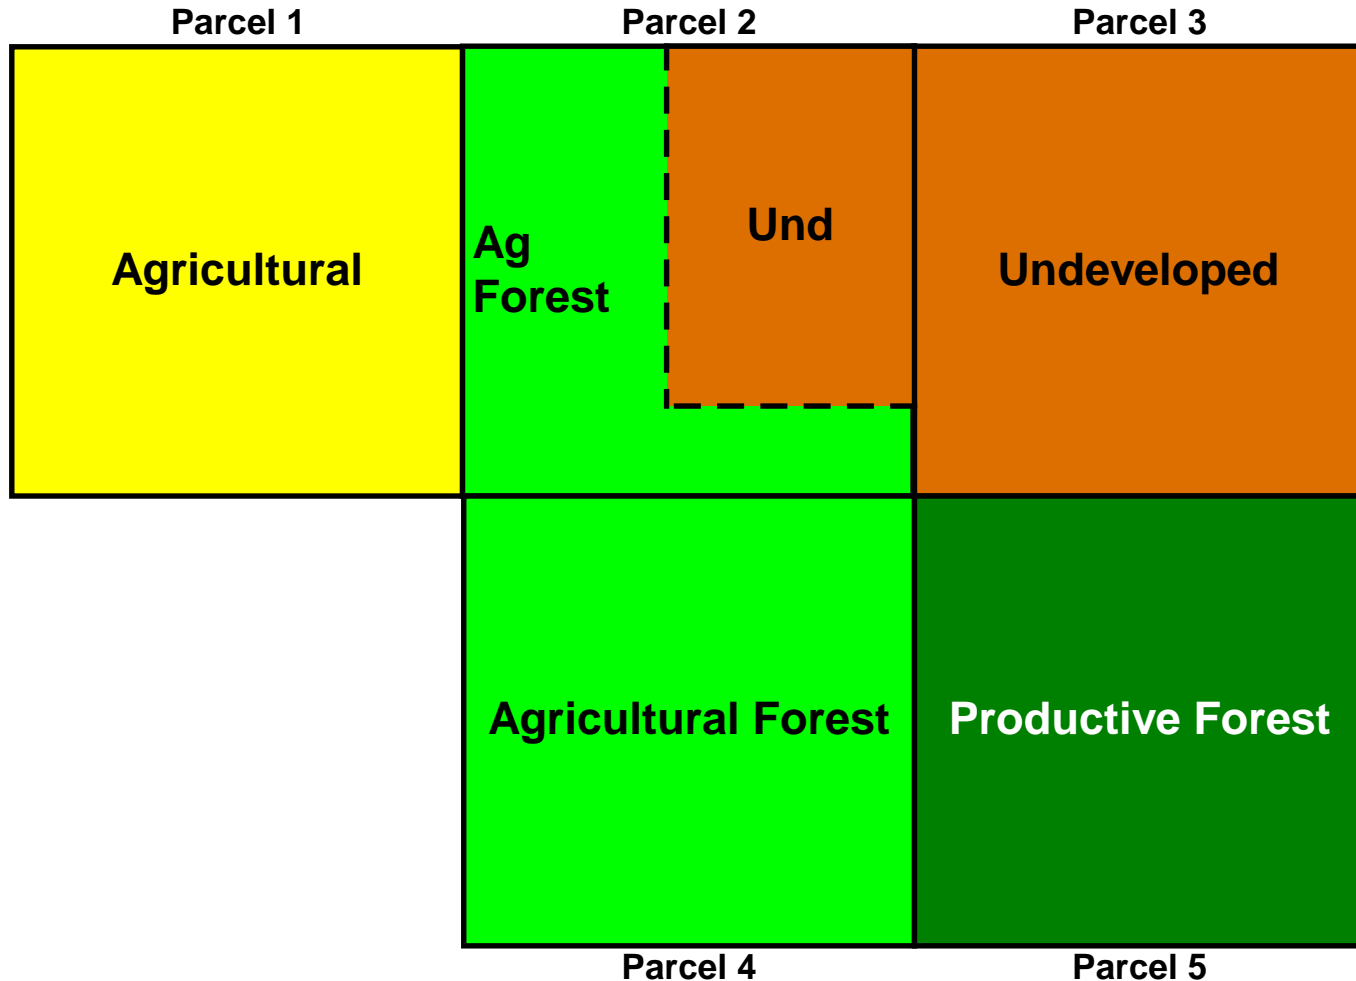 Parcel 1
Parcel 2
Parcel 3
Agricultural
Ag
Forest
Und
Undeveloped
Agricultural Forest
Productive Forest
Parcel 4
Parcel 5